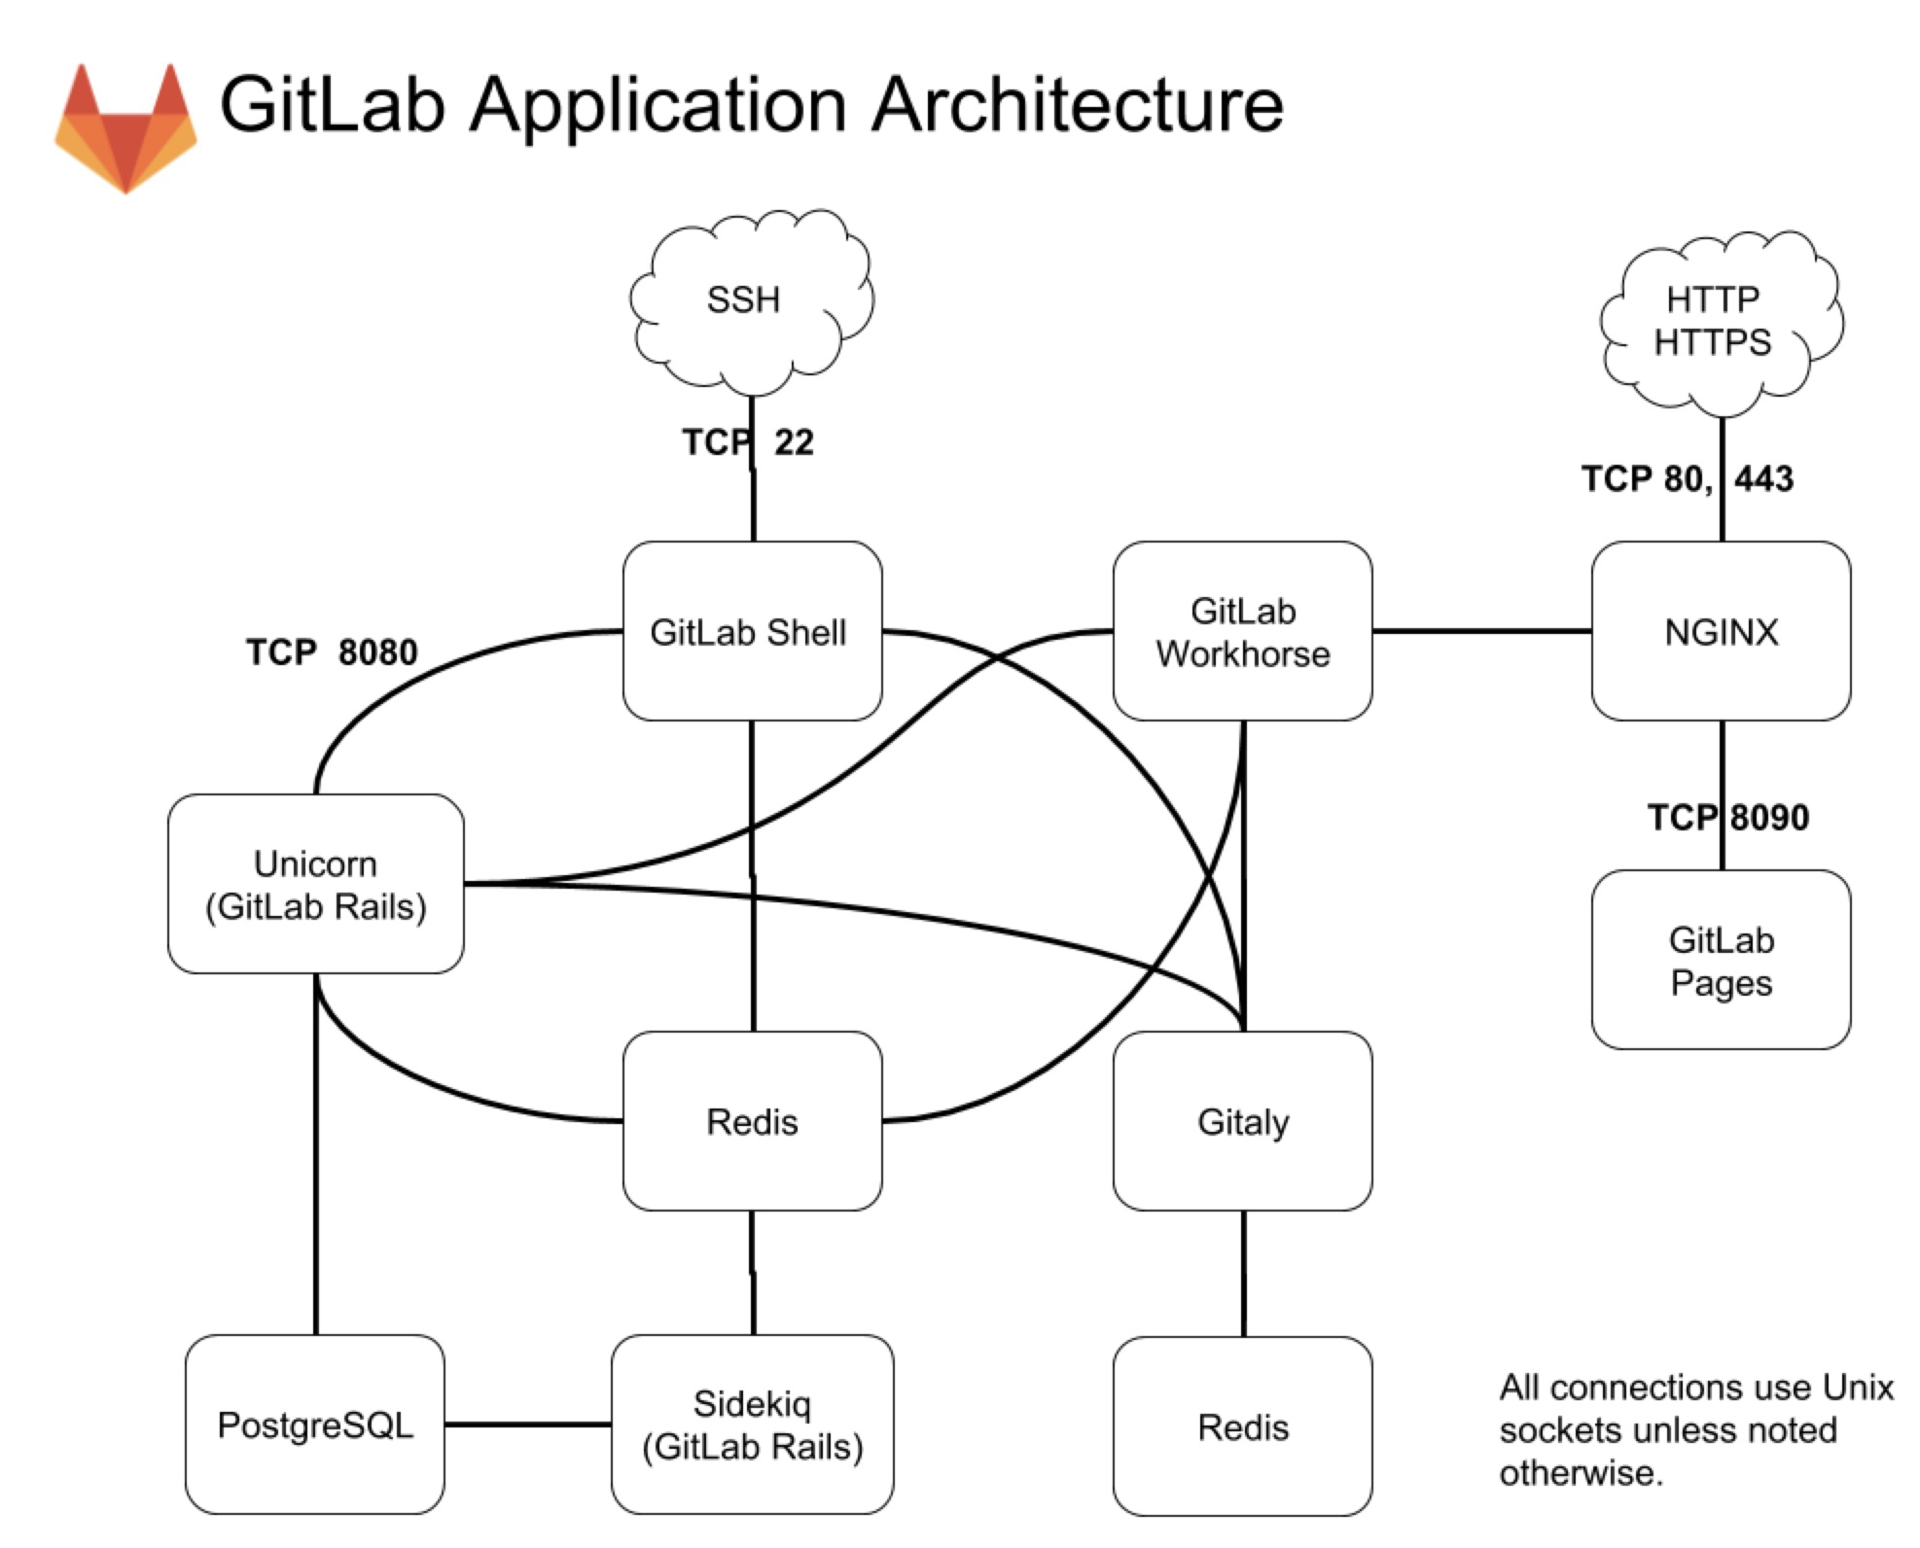 GitLab Application Architecture
SSH
HTTP
HTTPS
TCP 22
TCP 80, 443
GitLab Shell
GitLab
Workhorse
NGINX
TCP 8080
TCP 8090
Unicorn
(GitLab Rails)
GitLab
Pages
Redis
Gitaly
PostgreSQL
Sidekiq
(GitLab Rails)
Redis
All connections use Unix
sockets unless noted
otherwise.